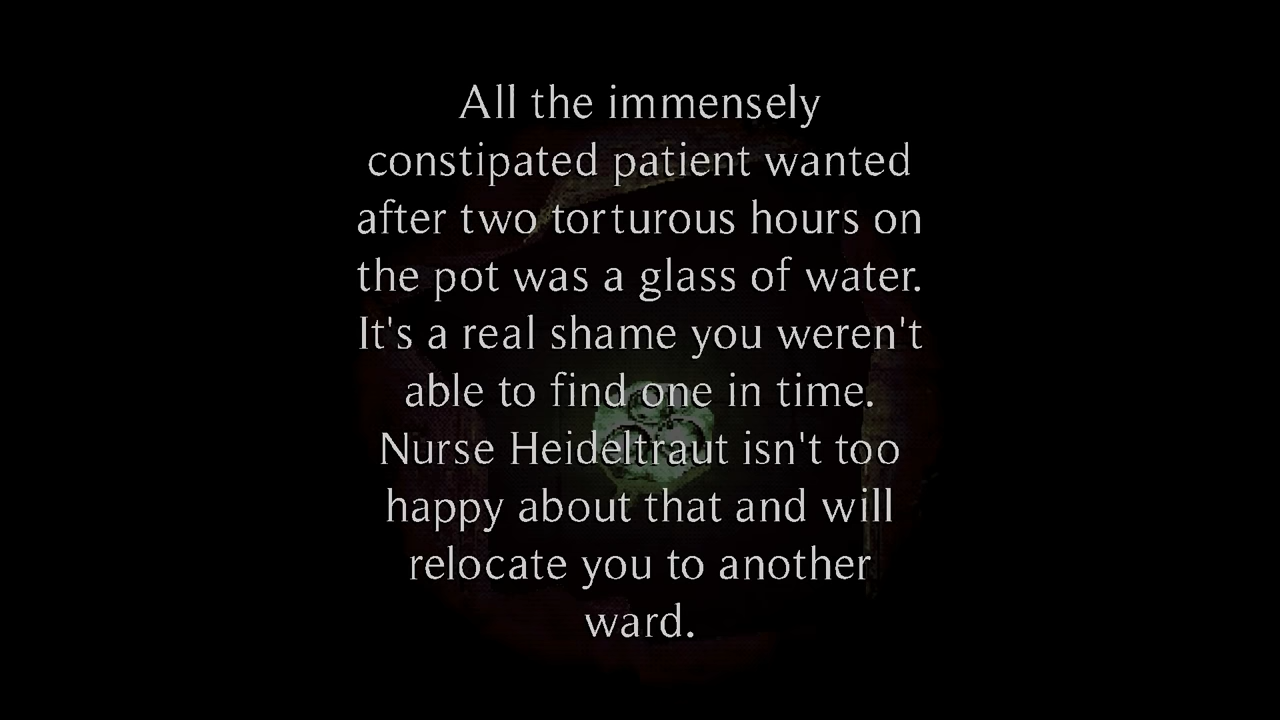 All the immensely
constipated patient wanted
after two torturous hours on
the pot was a glass of water.
It's a real shame you weren't
able to find one in time.
Nurse Heideltraut isn't too
happy about that and will
relocate you to another
ward.